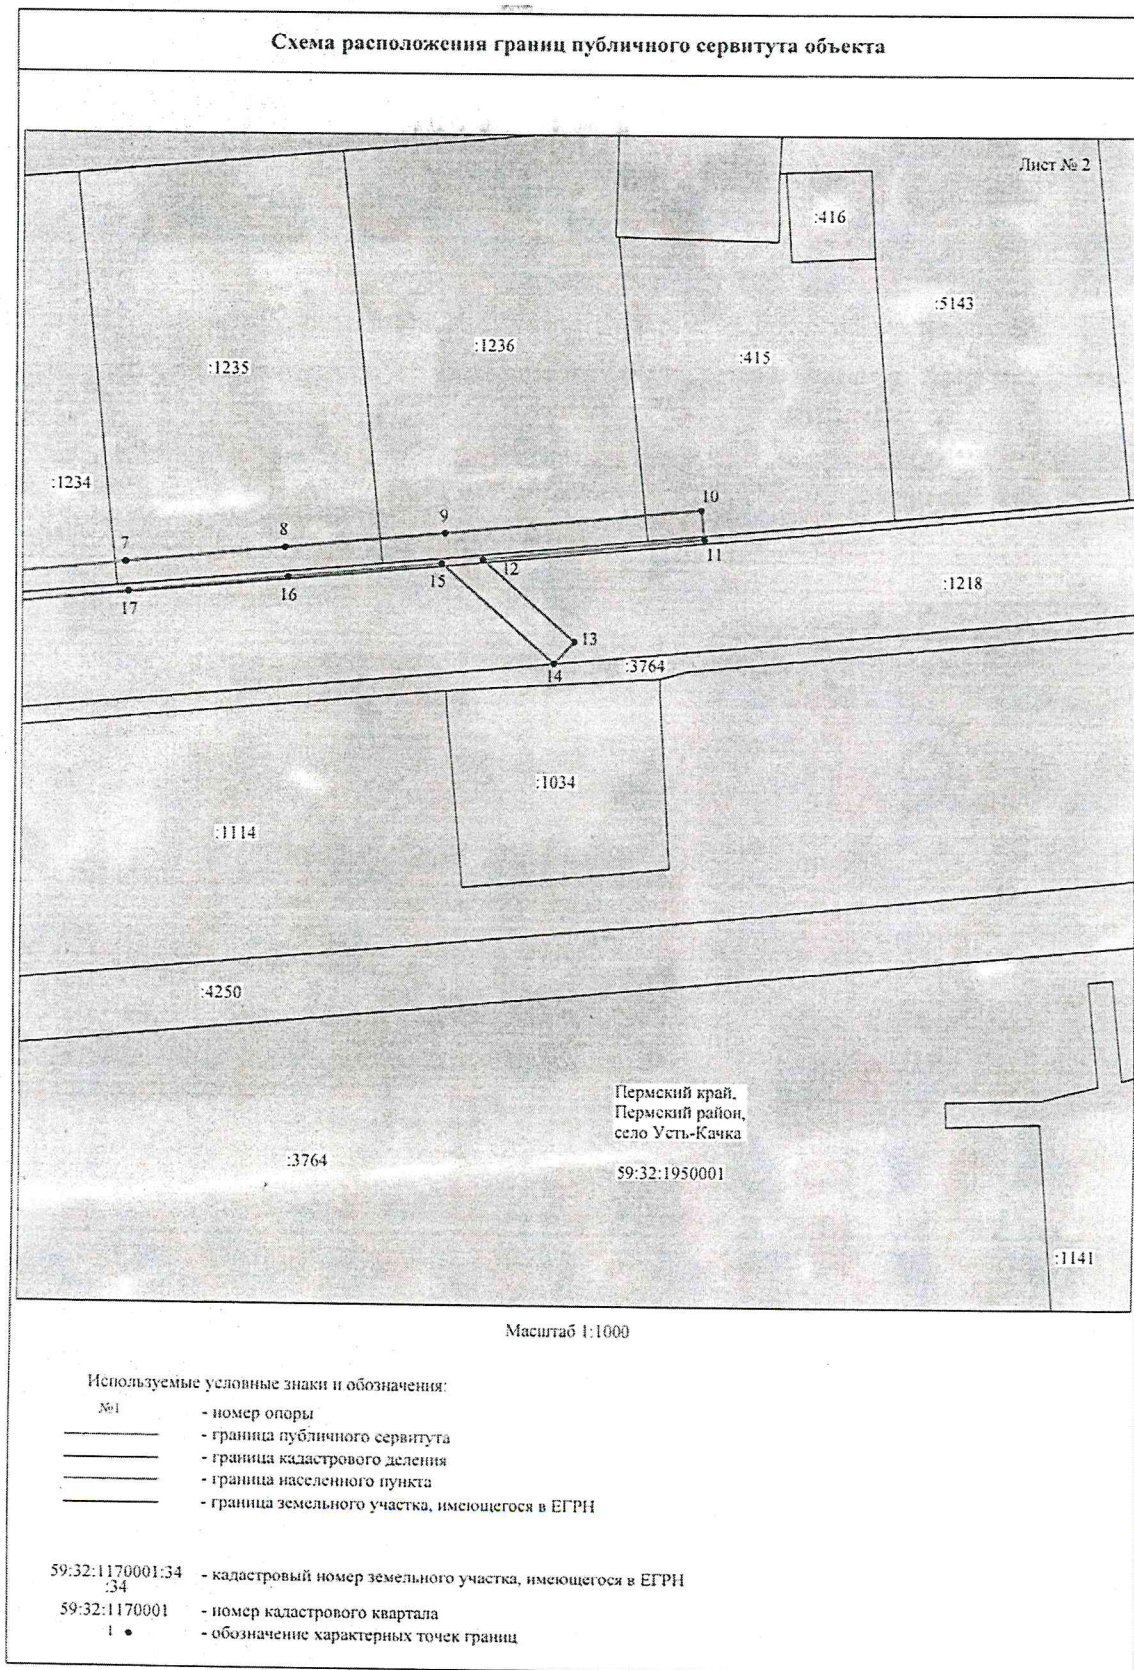 Схема расположения границ публичного сервитута объекта
Лист № 2
:416
:5143
:1236
:415
:1235
:1234
10
9
8
7
11
12
15
16
17
:1218
13
:3764
14
:1034
:1114
:4250
Пермский край,
Пермский район,
село Усть-Качка
:3764
59:32:1950001
:1141
Масштаб 1:1000
Используемые условные знаки и обозначения:
№1 - номер опоры
- граница публичного сервитута
- граница кадастрового деления
- граница населенного пункта
- граница земельного участка, имеющегося в ЕГРН
59:32:1170001:34 - кадастровый номер земельного участка, имеющегося в ЕГРН
:34
59:32:1170001 - номер кадастрового квартала
1 ● - обозначение характерных точек границ